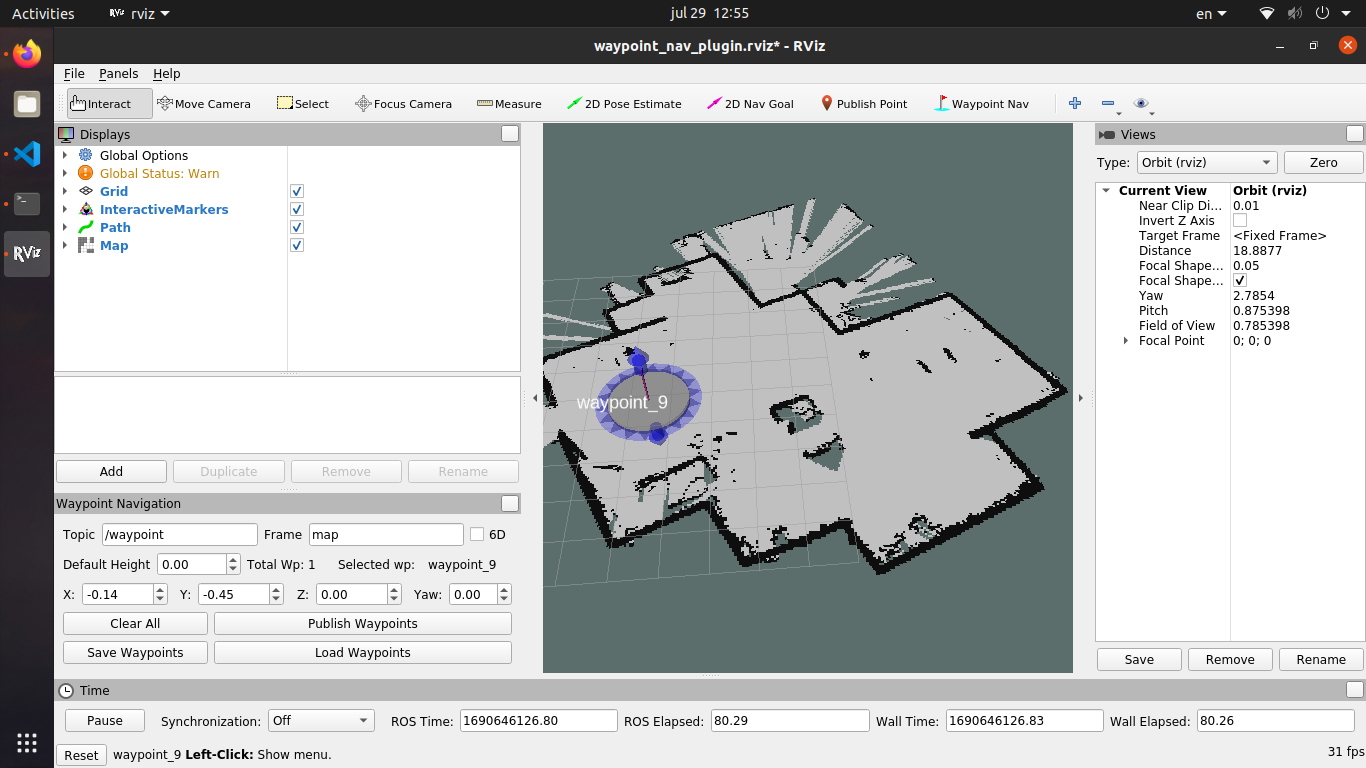 Activities rviz jul 29 12:55 en
waypoint_nav_plugin.rviz* - RViz
File Panels Help
Interact Move Camera Select Focus Camera Measure 2D Pose Estimate 2D Nav Goal Publish Point Waypoint Nav
Displays
Global Options
Global Status: Warn
Grid
InteractiveMarkers
Path
Map
Add Duplicate Remove Rename
Waypoint Navigation
Topic /waypoint Frame map 6D
Default Height 0.00 Total Wp: 1 Selected wp: waypoint_9
X: -0.14 Y: -0.45 Z: 0.00 Yaw: 0.00
Clear All Publish Waypoints
Save Waypoints Load Waypoints
waypoint_9
Views
Type: Orbit (rviz) Zero
Current View Orbit (rviz)
Near Clip Di... 0.01
Invert Z Axis
Target Frame <Fixed Frame>
Distance 18.8877
Focal Shape... 0.05
Focal Shape...
Yaw 2.7854
Pitch 0.875398
Field of View 0.785398
Focal Point 0; 0; 0
Save Remove Rename
RViz
Time
Pause Synchronization: Off ROS Time: 1690646126.80 ROS Elapsed: 80.29 Wall Time: 1690646126.83 Wall Elapsed: 80.26
Reset waypoint_9 Left-Click: Show menu. 31 fps